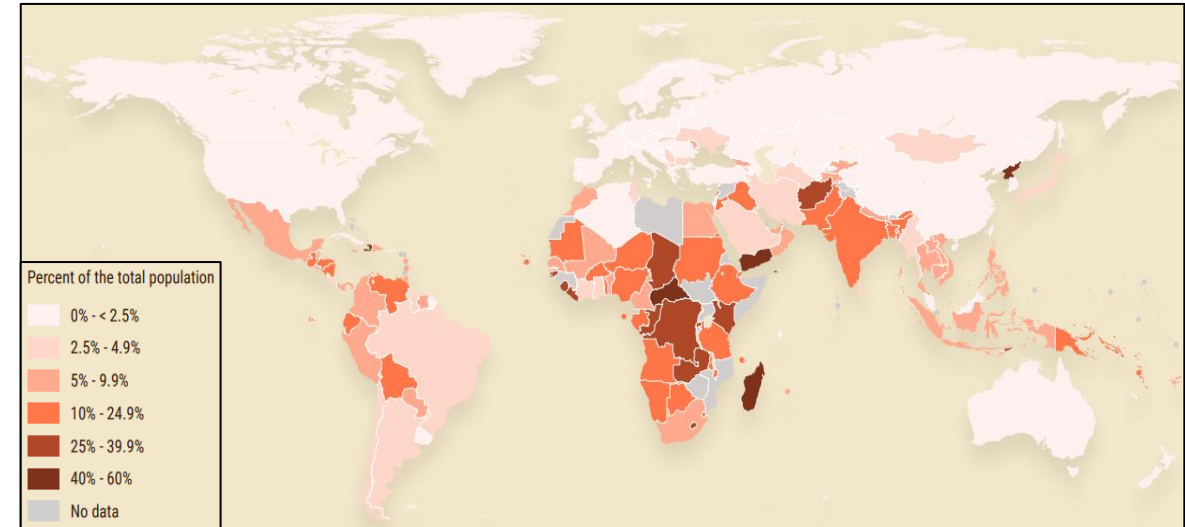 Percent of the total population
0% - < 2.5%
2.5% - 4.9%
5% - 9.9%
10% - 24.9%
25% - 39.9%
40% - 60%
No data